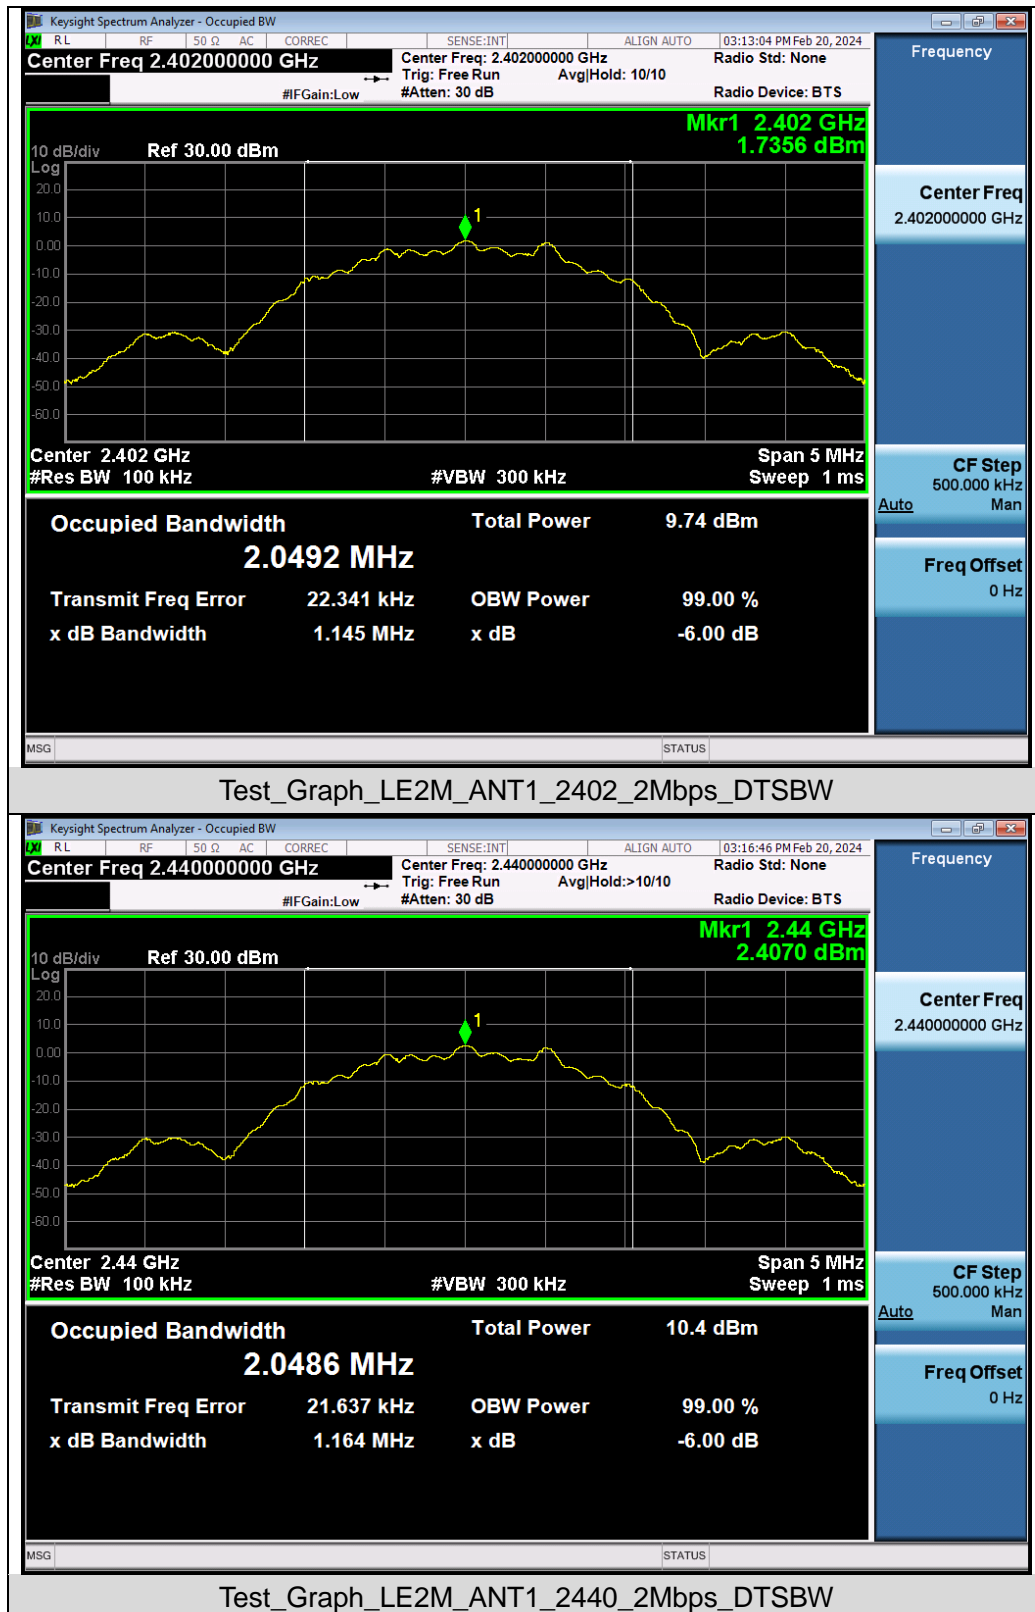 Keysight Spectrum Analyzer - Occupied BW
LXI RL RF 50 Ω AC CORREC SENSE:INT ALIGN AUTO 03:13:04 PM Feb 20, 2024
Center Freq 2.402000000 GHz Center Freq: 2.402000000 GHz Radio Std: None
Trig: Free Run Avg|Hold: 10/10
#IFGain:Low #Atten: 30 dB Radio Device: BTS
Frequency
Mkr1 2.402 GHz
1.7356 dBm
10 dB/div Ref 30.00 dBm
Log
20.0
10.0
0.00
-10.0
-20.0
-30.0
-40.0
-50.0
-60.0
1
Center 2.402 GHz Span 5 MHz
#Res BW 100 kHz #VBW 300 kHz Sweep 1 ms
Center Freq
2.402000000 GHz
CF Step
500.000 kHz
Auto Man
Freq Offset
0 Hz
Occupied Bandwidth Total Power 9.74 dBm
2.0492 MHz
Transmit Freq Error 22.341 kHz OBW Power 99.00 %
x dB Bandwidth 1.145 MHz x dB -6.00 dB
MSG STATUS
Test_Graph_LE2M_ANT1_2402_2Mbps_DTSBW
Keysight Spectrum Analyzer - Occupied BW
LXI RL RF 50 Ω AC CORREC SENSE:INT ALIGN AUTO 03:16:46 PM Feb 20, 2024
Center Freq 2.440000000 GHz Center Freq: 2.440000000 GHz Radio Std: None
Trig: Free Run Avg|Hold:>10/10
#IFGain:Low #Atten: 30 dB Radio Device: BTS
Frequency
Mkr1 2.44 GHz
2.4070 dBm
10 dB/div Ref 30.00 dBm
Log
20.0
10.0
0.00
-10.0
-20.0
-30.0
-40.0
-50.0
-60.0
1
Center 2.44 GHz Span 5 MHz
#Res BW 100 kHz #VBW 300 kHz Sweep 1 ms
Center Freq
2.440000000 GHz
CF Step
500.000 kHz
Auto Man
Freq Offset
0 Hz
Occupied Bandwidth Total Power 10.4 dBm
2.0486 MHz
Transmit Freq Error 21.637 kHz OBW Power 99.00 %
x dB Bandwidth 1.164 MHz x dB -6.00 dB
MSG STATUS
Test_Graph_LE2M_ANT1_2440_2Mbps_DTSBW